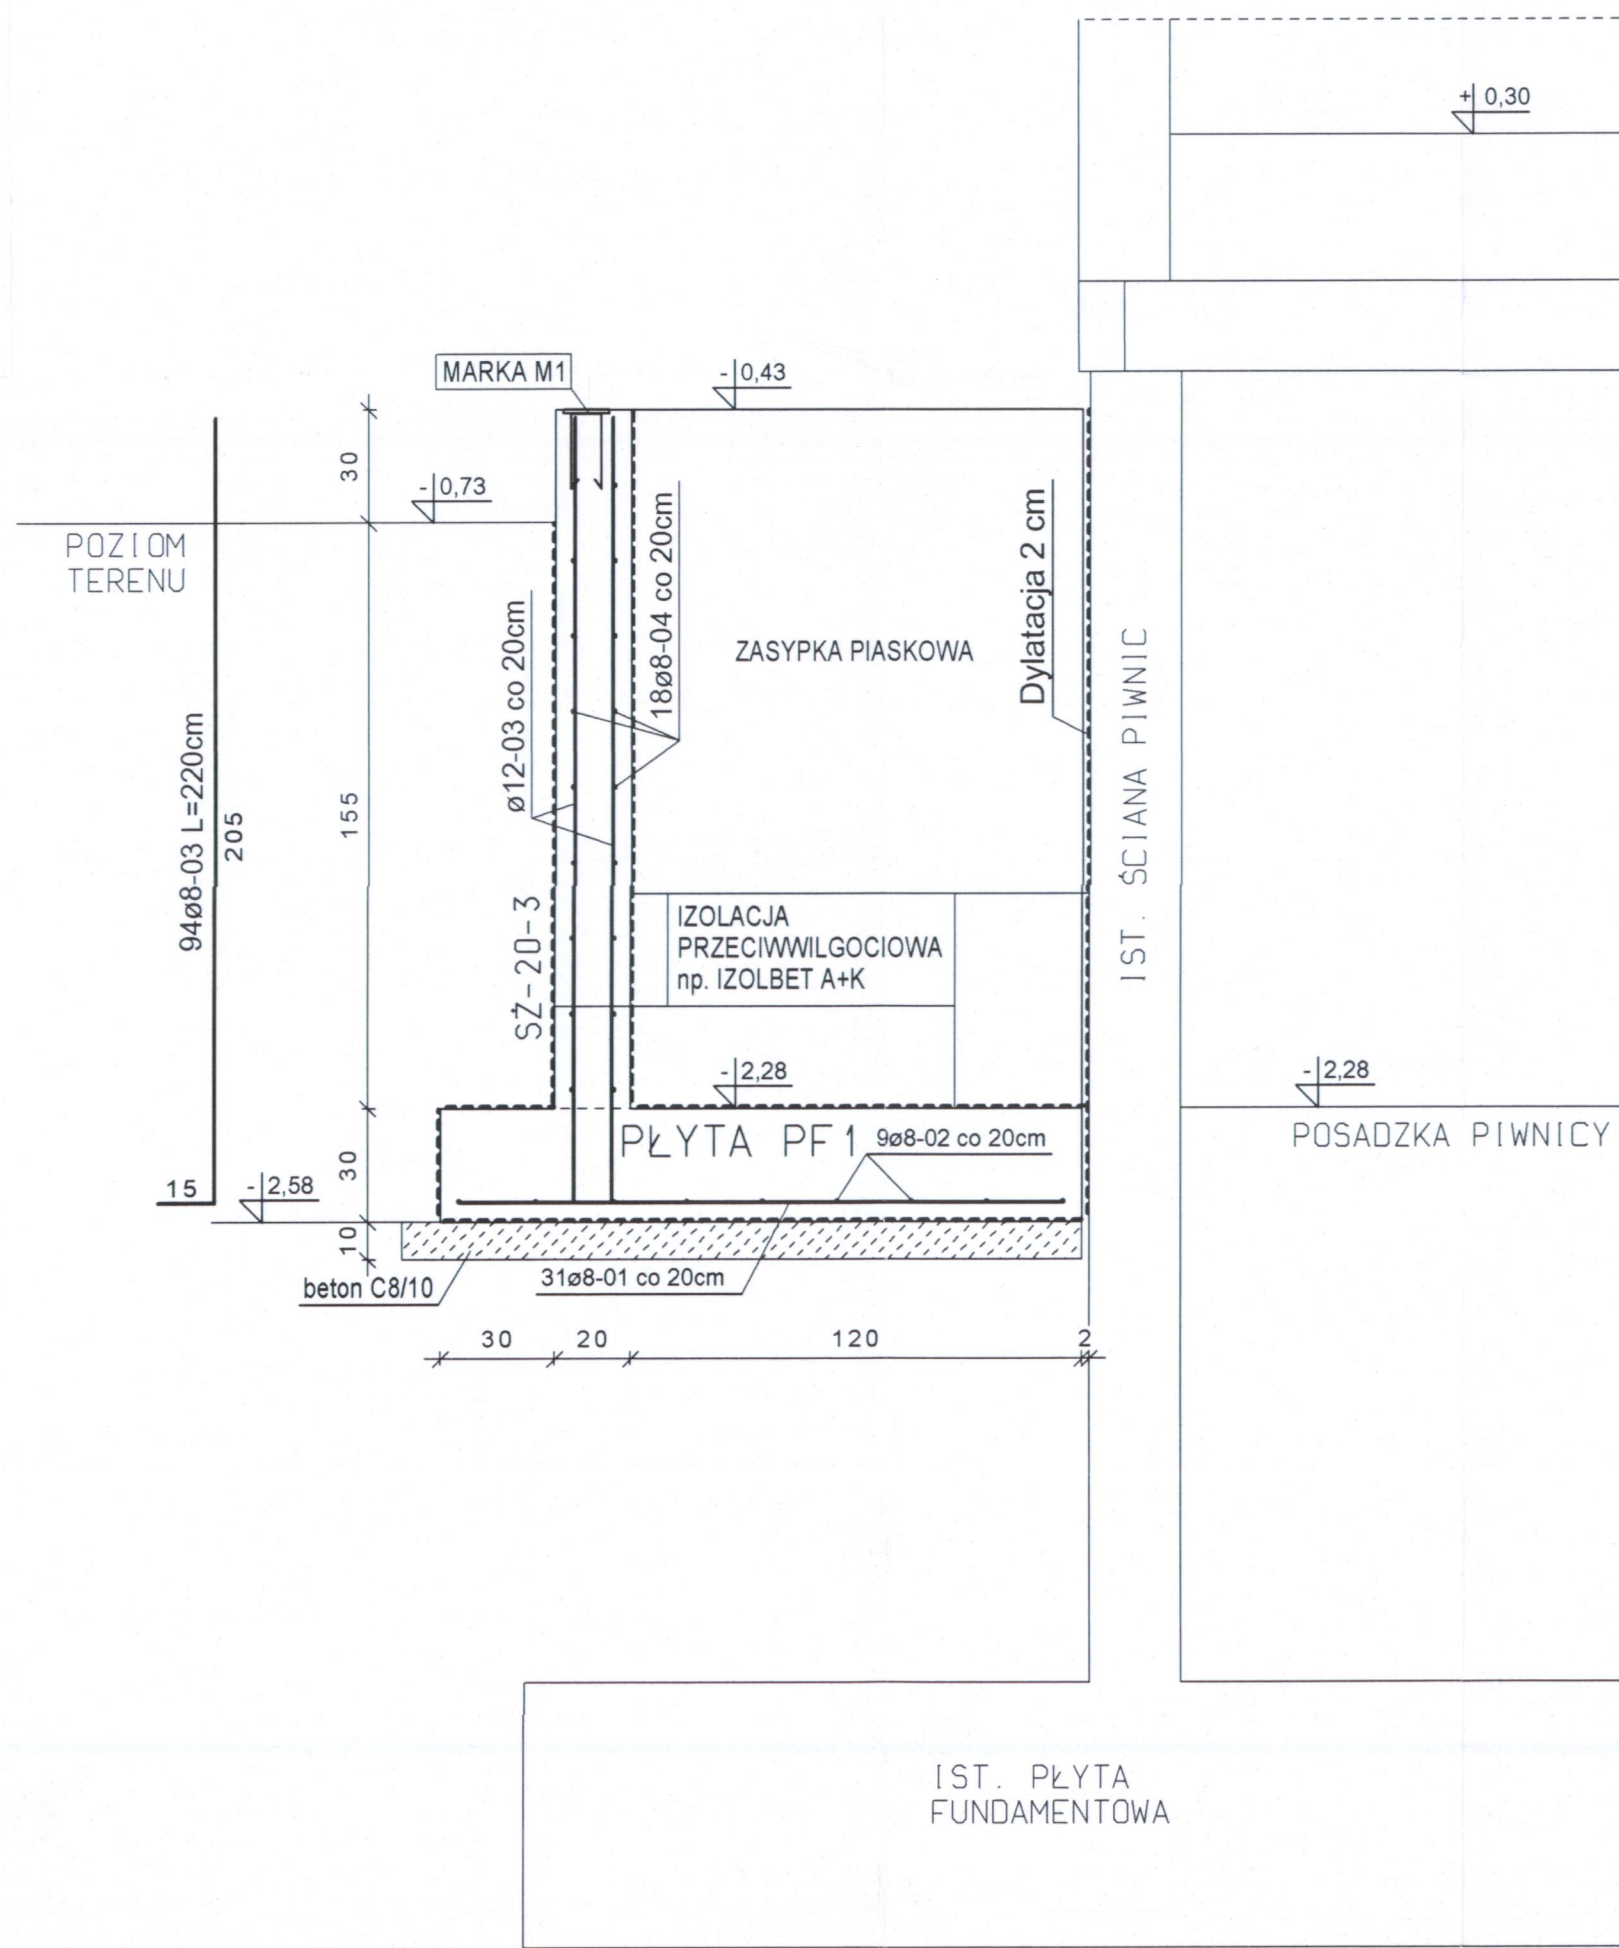 + 0,30
MARKA M1
- 0,43
30
- 0,73
POZIOM
TERENU
ø12-03 co 20cm
18ø8-04 co 20cm
Dylatacja 2 cm
ZASYPKA PIASKOWA
IST. ŚCIANA PIWNIC
94ø8-03 L=220cm
205
155
SŻ-20-3
IZOLACJA
PRZECIWWILGOCIOWA
np. IZOLBET A+K
- 2,28
- 2,28
POSADZKA PIWNICY
PŁYTA PF1
9ø8-02 co 20cm
30
15
- 2,58
10
beton C8/10
31ø8-01 co 20cm
30
20
120
2
IST. PŁYTA
FUNDAMENTOWA